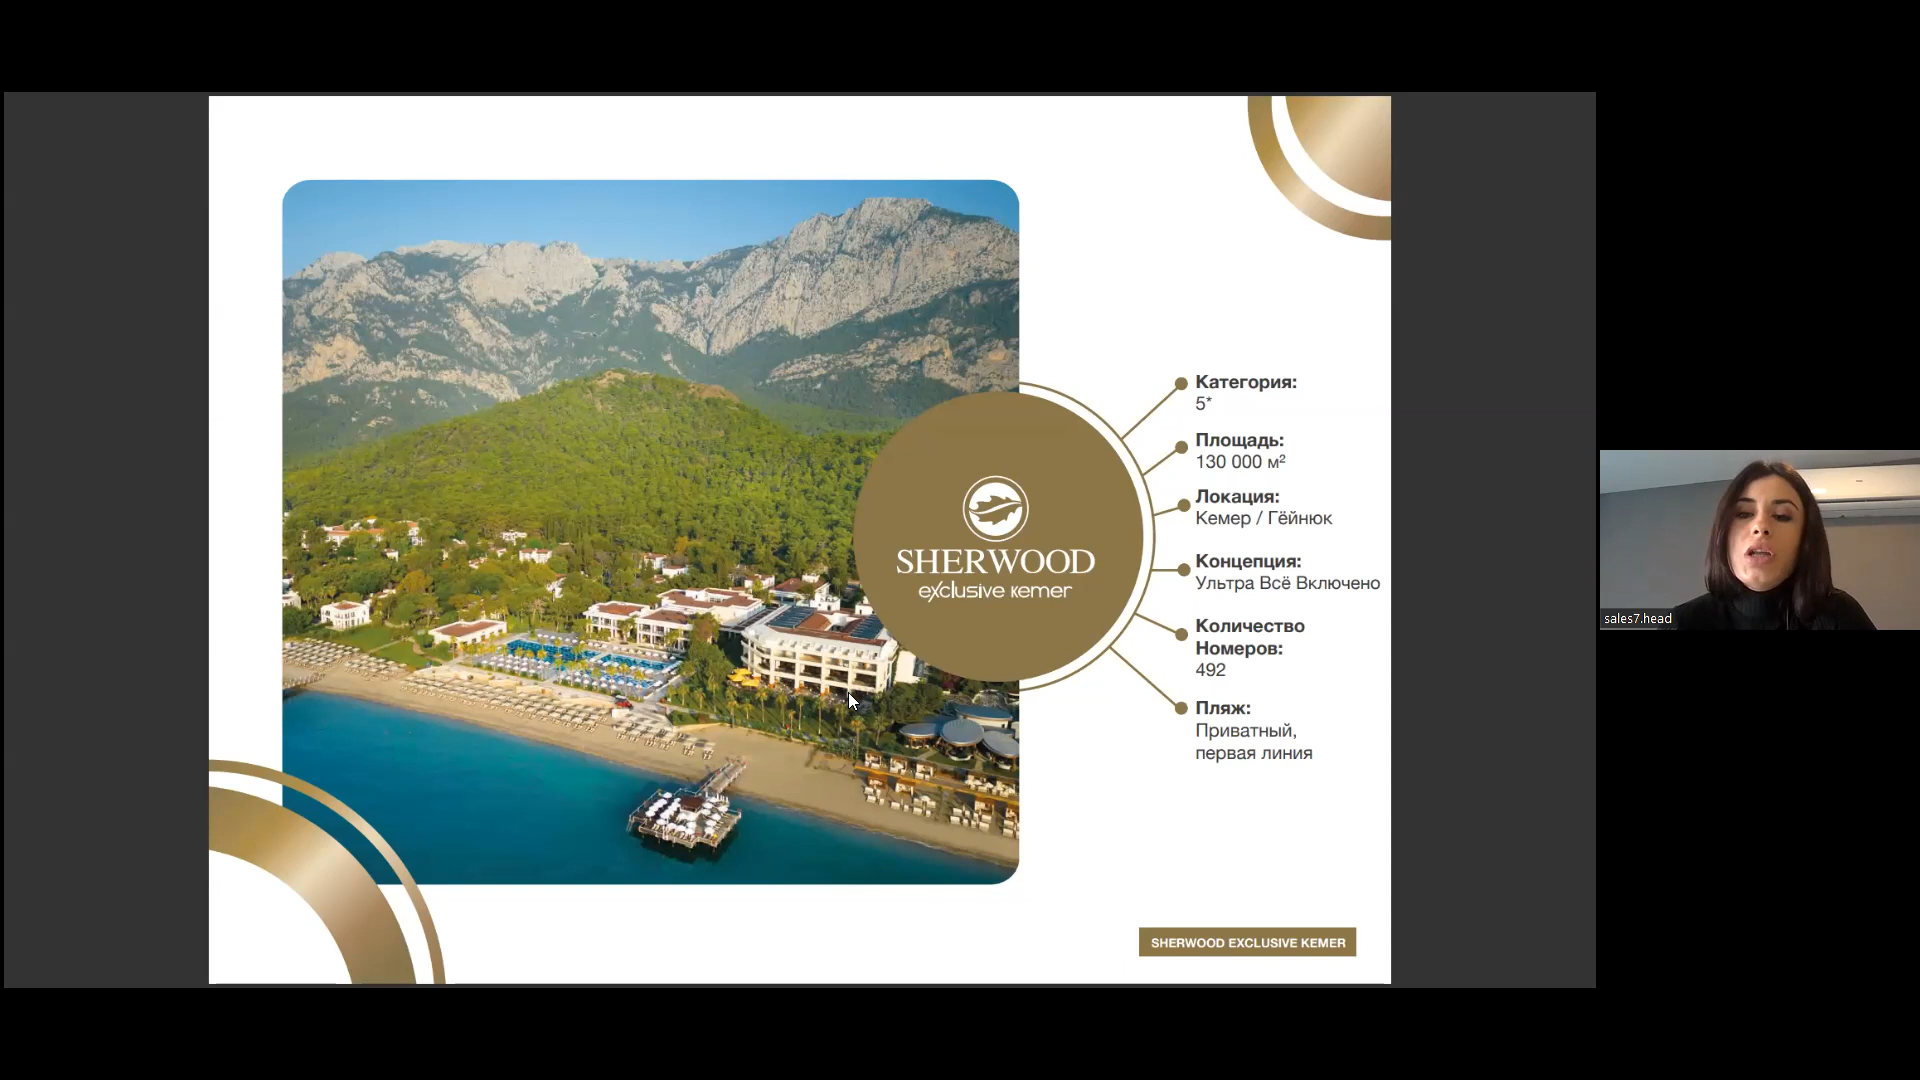 Категория:
5*
Площадь:
130 000 м²
Локация:
Кемер / Гёйнюк
Концепция:
Ультра Всё Включено
Количество
Номеров:
492
Пляж:
Приватный,
первая линия
SHERWOOD
exclusive kemer
SHERWOOD EXCLUSIVE KEMER
sales7.head